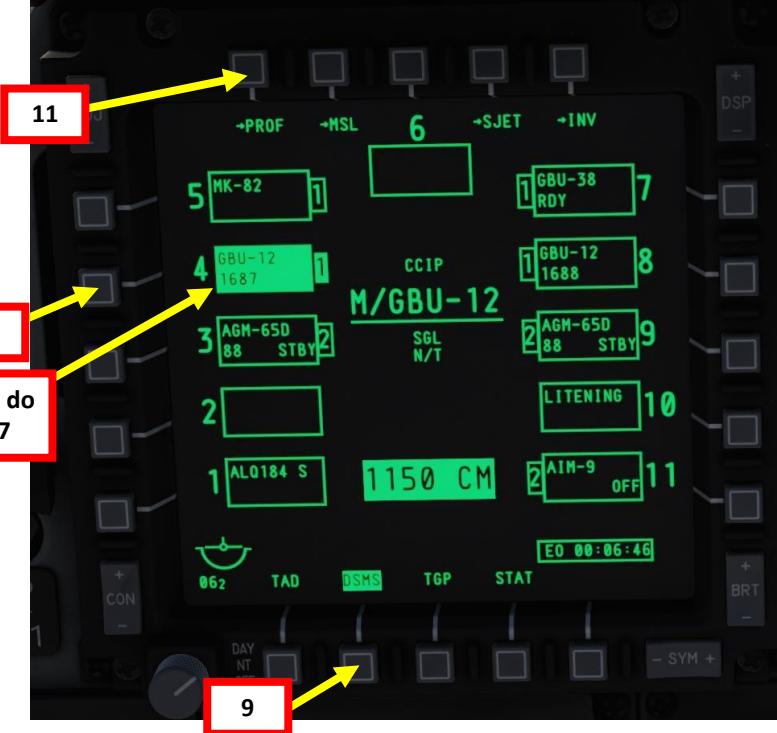 11
DSP
→PROF →MSL 6 →SJET →INV
5 MK-82 1
1 GBU-38 7
RDY
4 GBU-12 1
1687
CCIP
1 GBU-12 8
1688
M/GBU-12
3 AGM-65D 2
88 STBY
SGL
N/T
2 AGM-65D 9
88 STBY
do
7
2
LITENING 10
1 ALQ184 S
1150 CM
2 AIM-9 11
OFF
EO 00:06:46
062 TAD DSMS TGP STAT
CON
BRT
1
DAY
NT
- SYM +
9